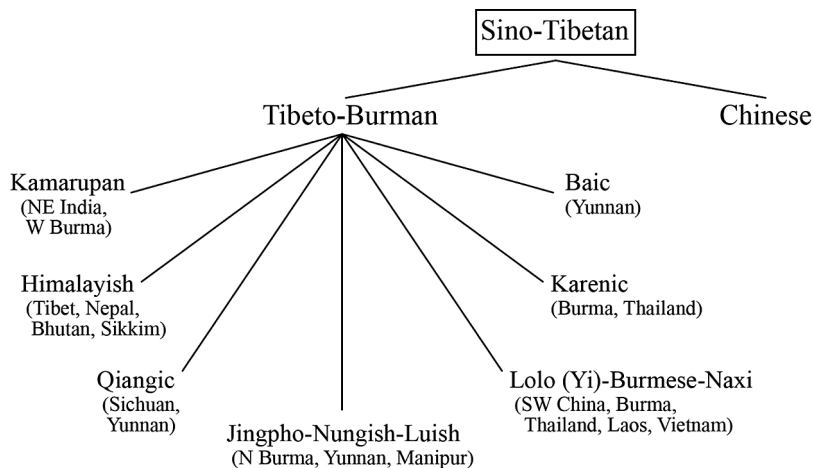 Sino-Tibetan
Tibeto-Burman
Chinese
Kamarupan
(NE India,
W Burma)
Baic
(Yunnan)
Himalayish
(Tibet, Nepal,
Bhutan, Sikkim)
Karenic
(Burma, Thailand)
Qiangic
(Sichuan,
Yunnan)
Lolo (Yi)-Burmese-Naxi
(SW China, Burma,
Thailand, Laos, Vietnam)
Jingpho-Nungish-Luish
(N Burma, Yunnan, Manipur)